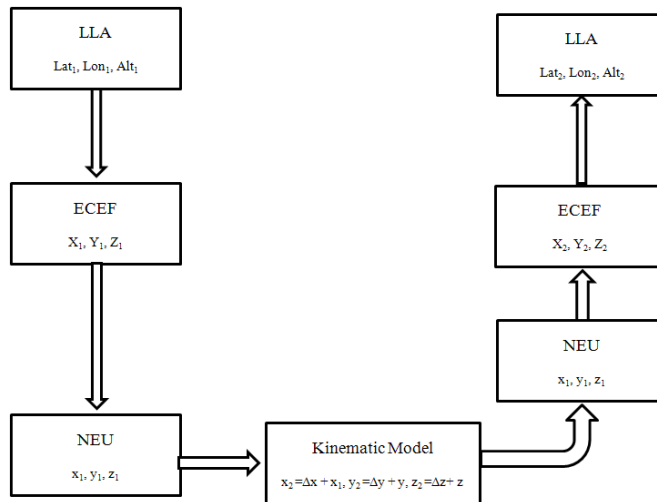 LLA
Lat₁, Lon₁, Alt₁
ECEF
X₁, Y₁, Z₁
NEU
x₁, y₁, z₁
Kinematic Model
x₂=Δx + x₁, y₂=Δy + y, z₂=Δz+ z
NEU
x₁, y₁, z₁
ECEF
X₂, Y₂, Z₂
LLA
Lat₂, Lon₂, Alt₂